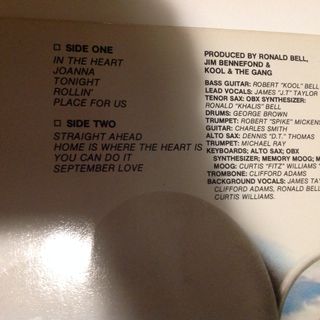 □ SIDE ONE
IN THE HEART
JOANNA
TONIGHT
ROLLIN'
PLACE FOR US
□ SIDE TWO
STRAIGHT AHEAD
HOME IS WHERE THE HEART IS
YOU CAN DO IT
SEPTEMBER LOVE
PRODUCED BY RONALD BELL,
JIM BENNEFOND &
KOOL & THE GANG
BASS GUITAR: ROBERT "KOOL" BELL
LEAD VOCALS: JAMES "J.T" TAYLOR
TENOR SAX: OBX SYNTHESIZER:
RONALD "KHALIS" BELL
DRUMS: GEORGE BROWN
TRUMPET: ROBERT "SPIKE" MICKENS
GUITAR: CHARLES SMITH
ALTO SAX: DENNIS "D.T." THOMAS
TRUMPET: MICHAEL RAY
KEYBOARDS; ALTO SAX; OBX
SYNTHESIZER; MEMORY MOOG;
MOOG: CURTIS "FITZ" WILLIAMS
TROMBONE: CLIFFORD ADAMS
BACKGROUND VOCALS: JAMES
CLIFFORD ADAMS, RONALD
CURTIS WILLIAMS.